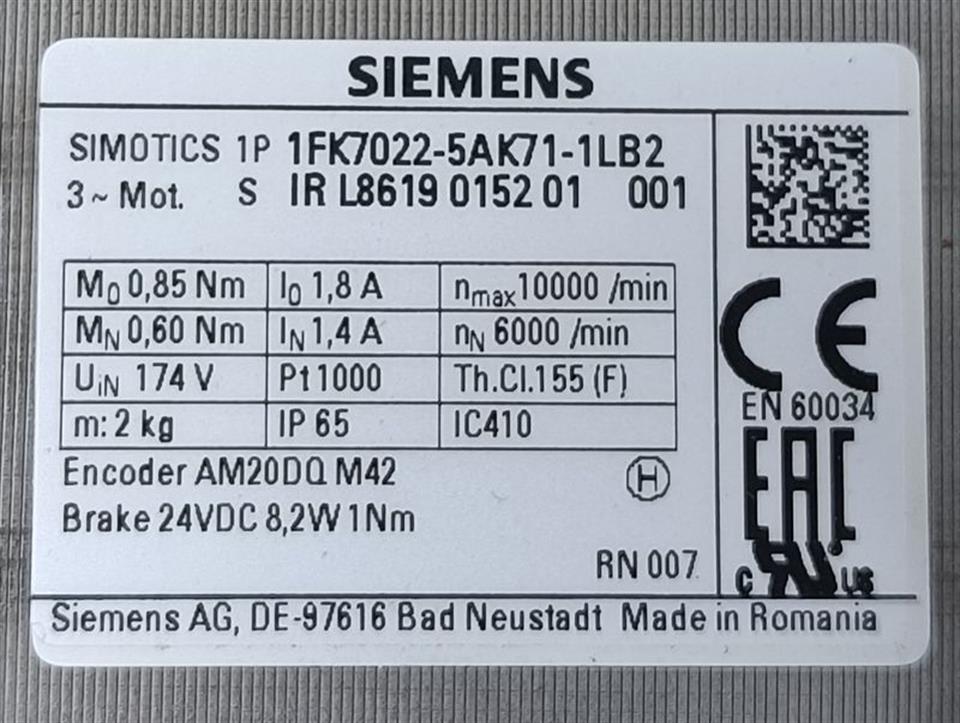 SIEMENS
SIMOTICS 1P 1FK7022-5AK71-1LB2
3 ~ Mot. S IR L8619 0152 01 001
M0 0,85 Nm I0 1,8 A nmax 10000 /min
MN 0,60 Nm IN 1,4 A nN 6000 /min
UiN 174 V Pt1000 Th.Cl.155 (F)
m: 2 kg IP 65 IC410
CE
EN 60034
Encoder AM20DQ M42 H
Brake 24VDC 8,2W 1Nm
EAC
RN 007
c RU US
Siemens AG, DE-97616 Bad Neustadt Made in Romania